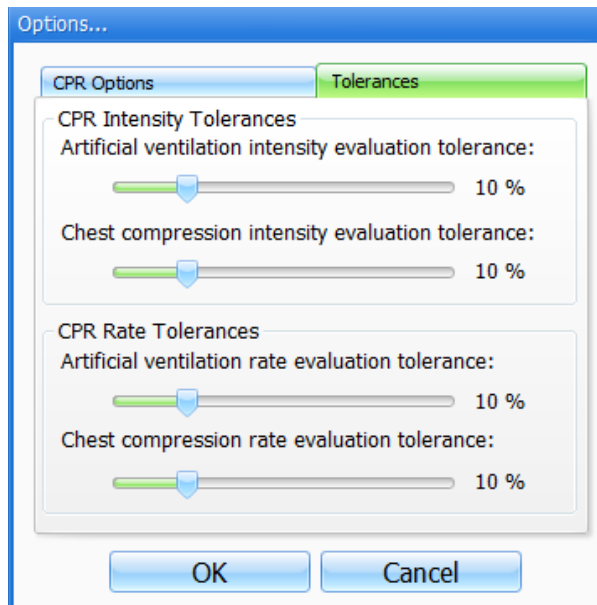 Options...
CPR Options
Tolerances
CPR Intensity Tolerances
Artificial ventilation intensity evaluation tolerance:
10 %
Chest compression intensity evaluation tolerance:
10 %
CPR Rate Tolerances
Artificial ventilation rate evaluation tolerance:
10 %
Chest compression rate evaluation tolerance:
10 %
OK
Cancel